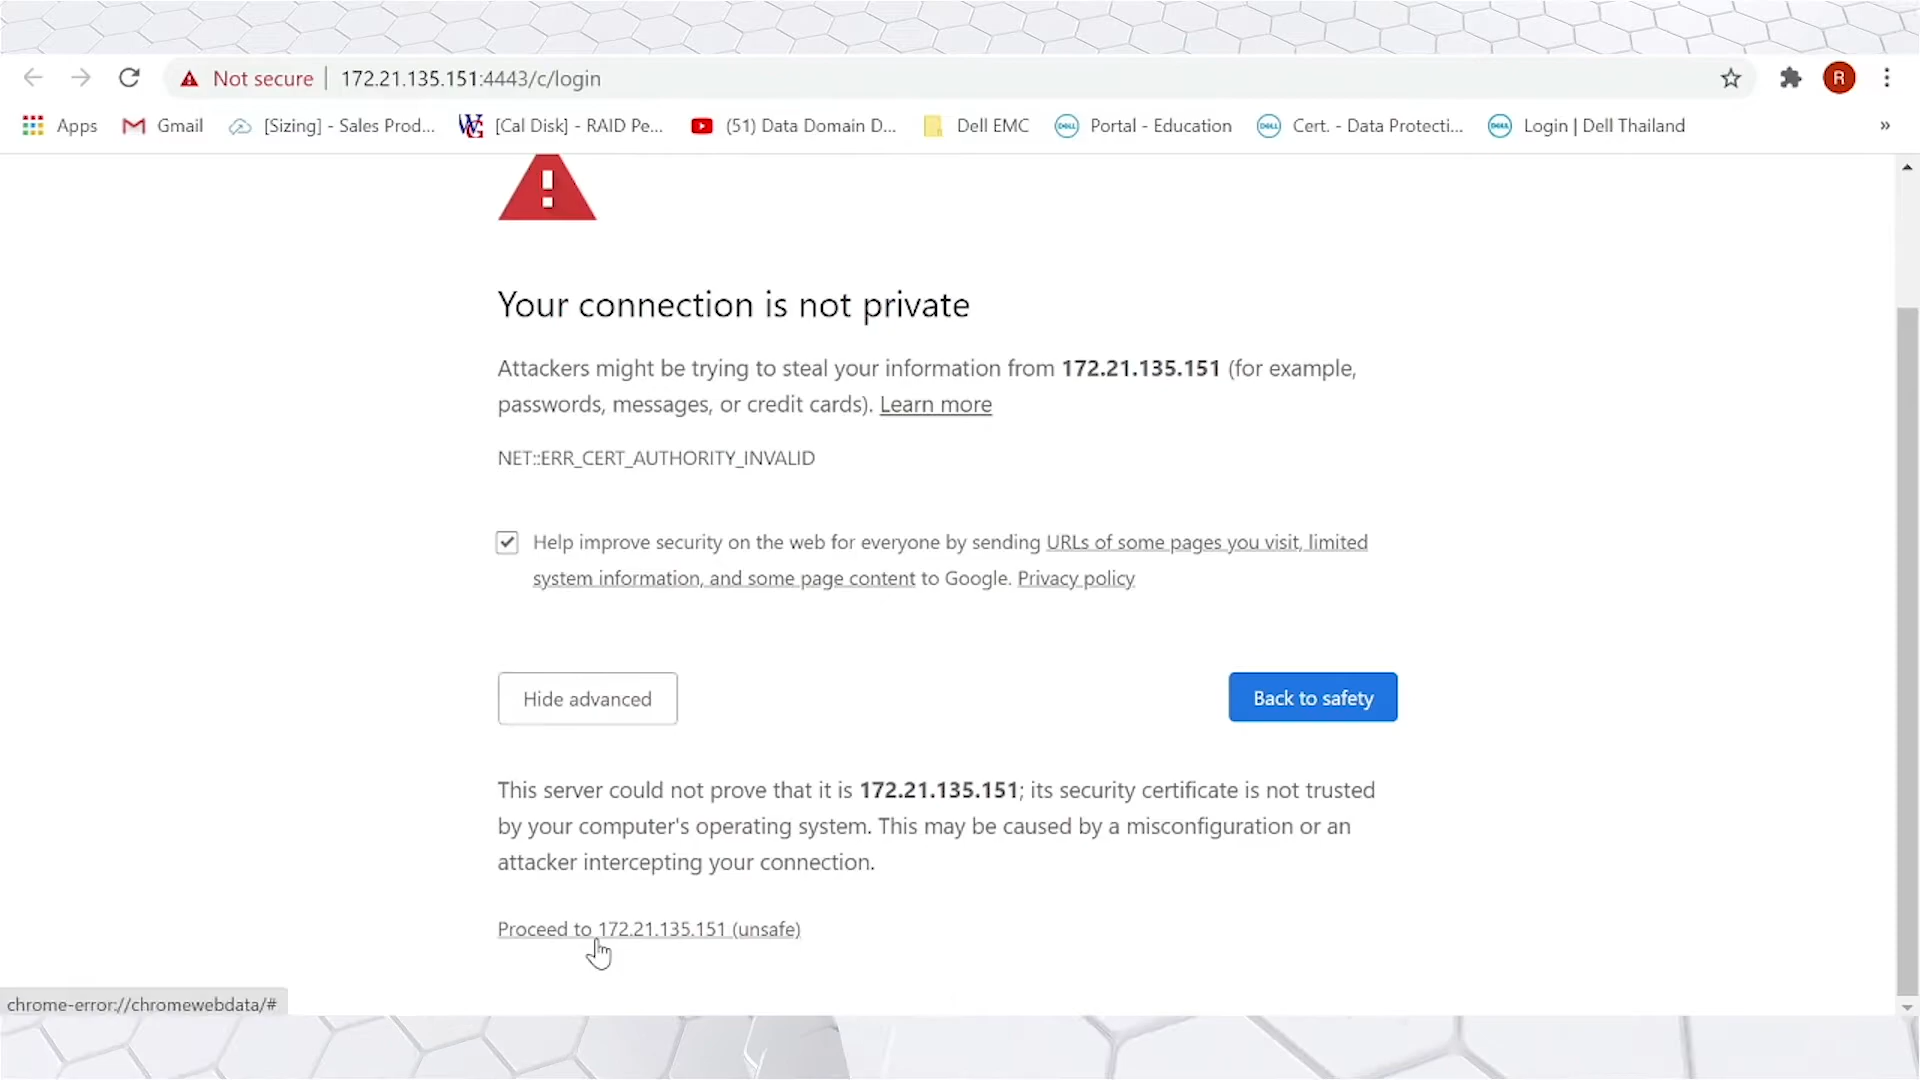 Not secure | 172.21.135.151:4443/c/login
R
Apps Gmail [Sizing] - Sales Prod... [Cal Disk] - RAID Pe... (51) Data Domain D... Dell EMC Portal - Education Cert. - Data Protecti... Login | Dell Thailand »
Your connection is not private
Attackers might be trying to steal your information from 172.21.135.151 (for example,
passwords, messages, or credit cards). Learn more
NET::ERR_CERT_AUTHORITY_INVALID
Help improve security on the web for everyone by sending URLs of some pages you visit, limited
system information, and some page content to Google. Privacy policy
Hide advanced
Back to safety
This server could not prove that it is 172.21.135.151; its security certificate is not trusted
by your computer's operating system. This may be caused by a misconfiguration or an
attacker intercepting your connection.
Proceed to 172.21.135.151 (unsafe)
chrome-error://chromewebdata/#